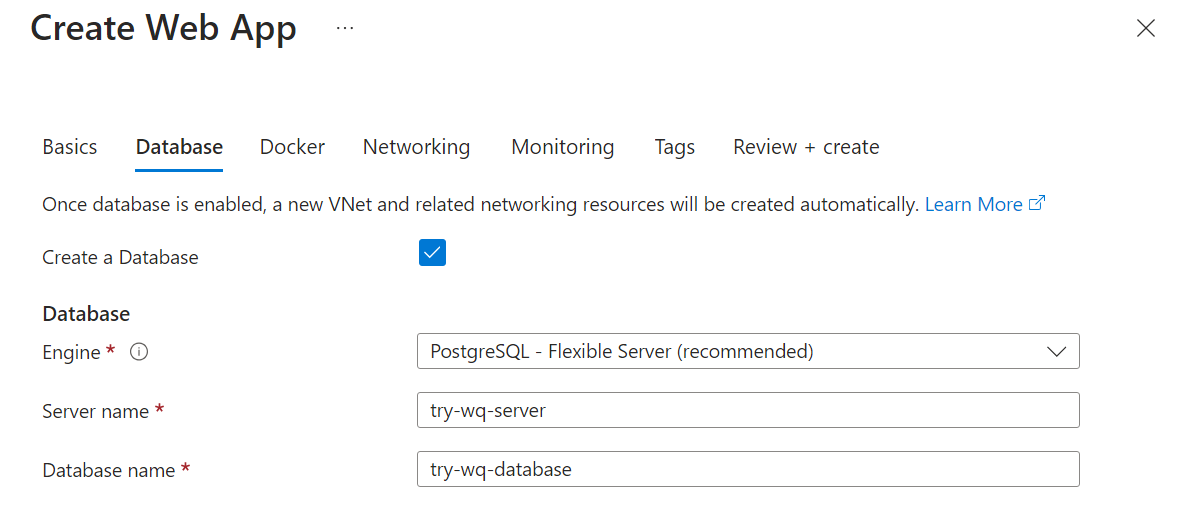 Create Web App ...
Basics Database Docker Networking Monitoring Tags Review + create
Once database is enabled, a new VNet and related networking resources will be created automatically. Learn More
Create a Database
Database
Engine * PostgreSQL - Flexible Server (recommended)
Server name * try-wq-server
Database name * try-wq-database